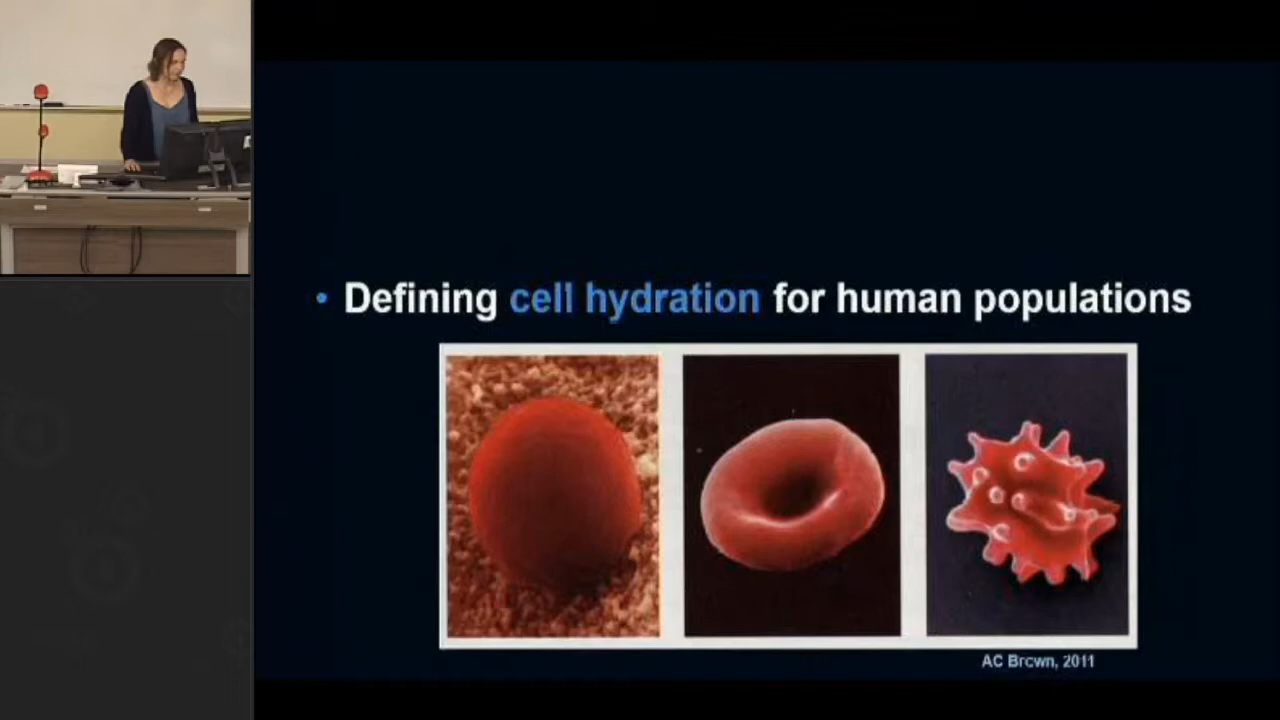 • Defining cell hydration for human populations
AC Brown, 2011